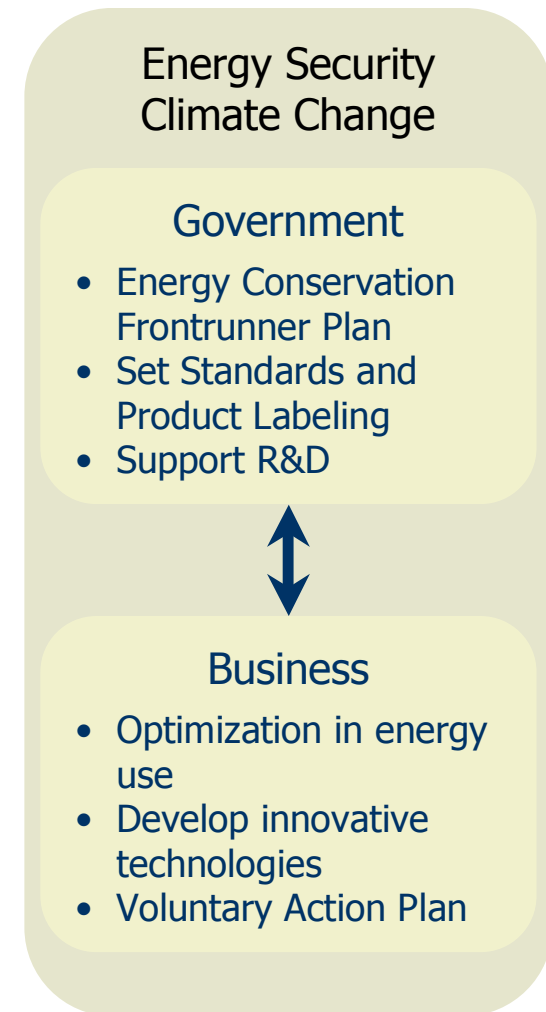 Energy Security
Climate Change
Government
• Energy Conservation
Frontrunner Plan
• Set Standards and
Product Labeling
• Support R&D
Business
• Optimization in energy
use
• Develop innovative
technologies
• Voluntary Action Plan